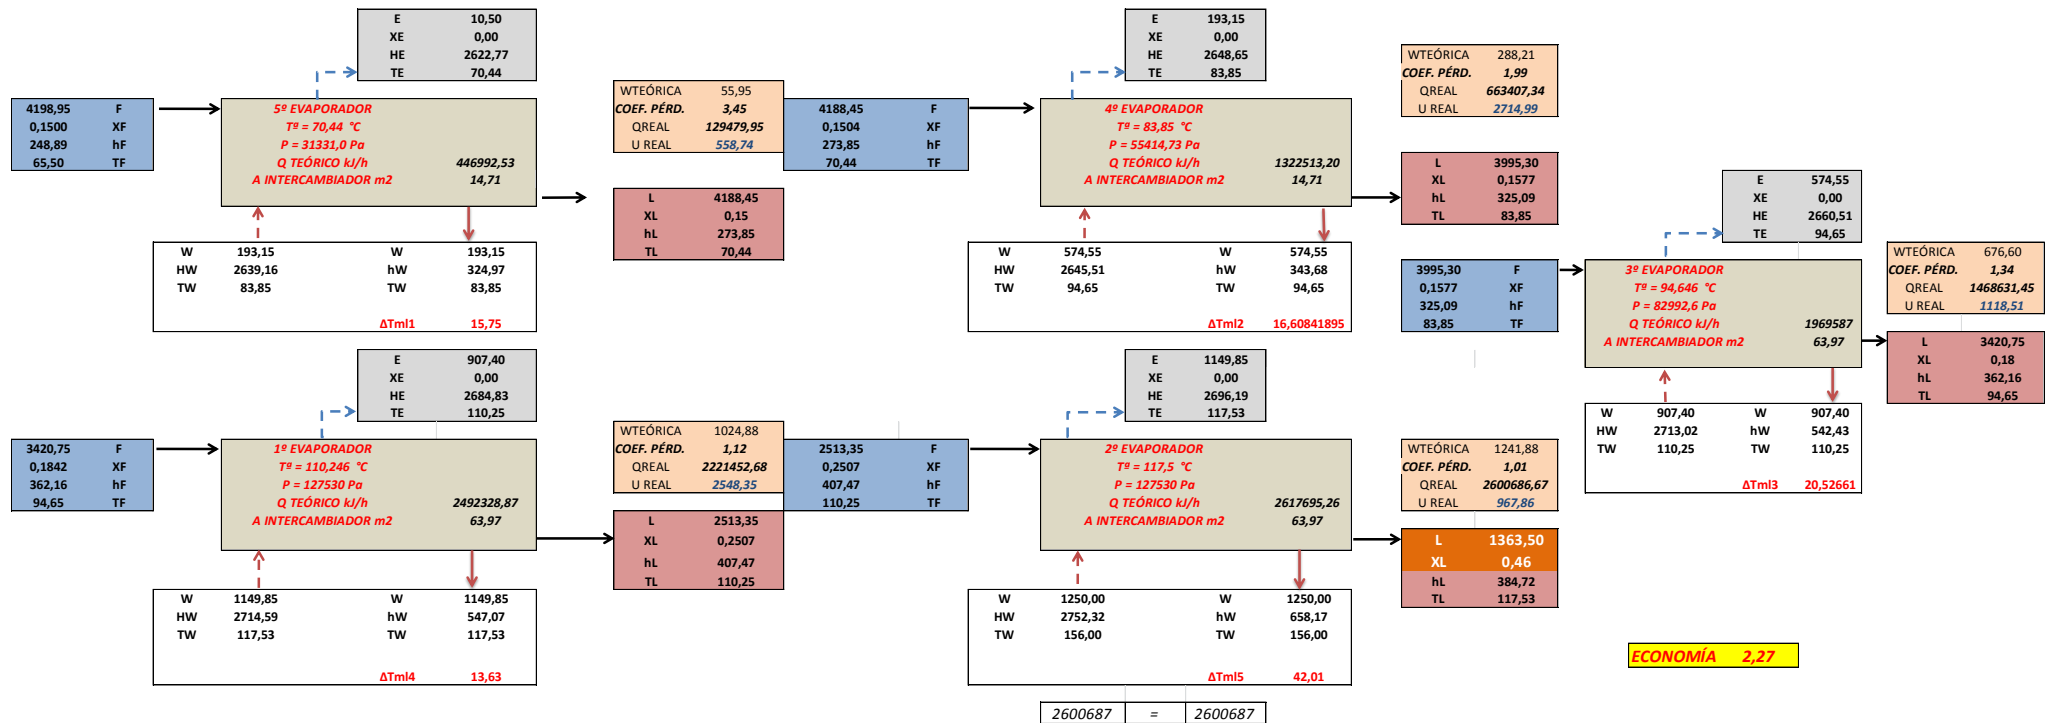 E 10,50
XE 0,00
HE 2622,77
TE 70,44
4198,95 F
0,1500 XF
248,89 hF
65,50 TF
5º EVAPORADOR
Tª = 70,44 °C
P = 31331,0 Pa
Q TEÓRICO kJ/h 446992,53
A INTERCAMBIADOR m2 14,71
WTEÓRICA 55,95
COEF. PÉRD. 3,45
QREAL 129479,95
U REAL 558,74
L 4188,45
XL 0,15
hL 273,85
TL 70,44
W 193,15 W 193,15
HW 2639,16 hW 324,97
TW 83,85 TW 83,85
ΔTml1 15,75
E 193,15
XE 0,00
HE 2648,65
TE 83,85
4188,45 F
0,1504 XF
273,85 hF
70,44 TF
4º EVAPORADOR
Tª = 83,85 °C
P = 55414,73 Pa
Q TEÓRICO kJ/h 1322513,20
A INTERCAMBIADOR m2 14,71
WTEÓRICA 288,21
COEF. PÉRD. 1,99
QREAL 663407,34
U REAL 2714,99
L 3995,30
XL 0,1577
hL 325,09
TL 83,85
W 574,55 W 574,55
HW 2645,51 hW 343,68
TW 94,65 TW 94,65
ΔTml2 16,60841895
E 574,55
XE 0,00
HE 2660,51
TE 94,65
3995,30 F
0,1577 XF
325,09 hF
83,85 TF
3º EVAPORADOR
Tª = 94,646 °C
P = 82992,6 Pa
Q TEÓRICO kJ/h 1969587
A INTERCAMBIADOR m2 63,97
WTEÓRICA 676,60
COEF. PÉRD. 1,34
QREAL 1468631,45
U REAL 1118,51
L 3420,75
XL 0,18
hL 362,16
TL 94,65
W 907,40 W 907,40
HW 2713,02 hW 542,43
TW 110,25 TW 110,25
ΔTml3 20,52661
E 907,40
XE 0,00
HE 2684,83
TE 110,25
3420,75 F
0,1842 XF
362,16 hF
94,65 TF
1º EVAPORADOR
Tª = 110,246 °C
P = 127530 Pa
Q TEÓRICO kJ/h 2492328,87
A INTERCAMBIADOR m2 63,97
WTEÓRICA 1024,88
COEF. PÉRD. 1,12
QREAL 2221452,68
U REAL 2548,35
L 2513,35
XL 0,2507
hL 407,47
TL 110,25
W 1149,85 W 1149,85
HW 2714,59 hW 547,07
TW 117,53 TW 117,53
ΔTml4 13,63
E 1149,85
XE 0,00
HE 2696,19
TE 117,53
2513,35 F
0,2507 XF
407,47 hF
110,25 TF
2º EVAPORADOR
Tª = 117,5 °C
P = 127530 Pa
Q TEÓRICO kJ/h 2617695,26
A INTERCAMBIADOR m2 63,97
WTEÓRICA 1241,88
COEF. PÉRD. 1,01
QREAL 2600686,67
U REAL 967,86
L 1363,50
XL 0,46
hL 384,72
TL 117,53
W 1250,00 W 1250,00
HW 2752,32 hW 658,17
TW 156,00 TW 156,00
ΔTml5 42,01
2600687 = 2600687
ECONOMÍA 2,27